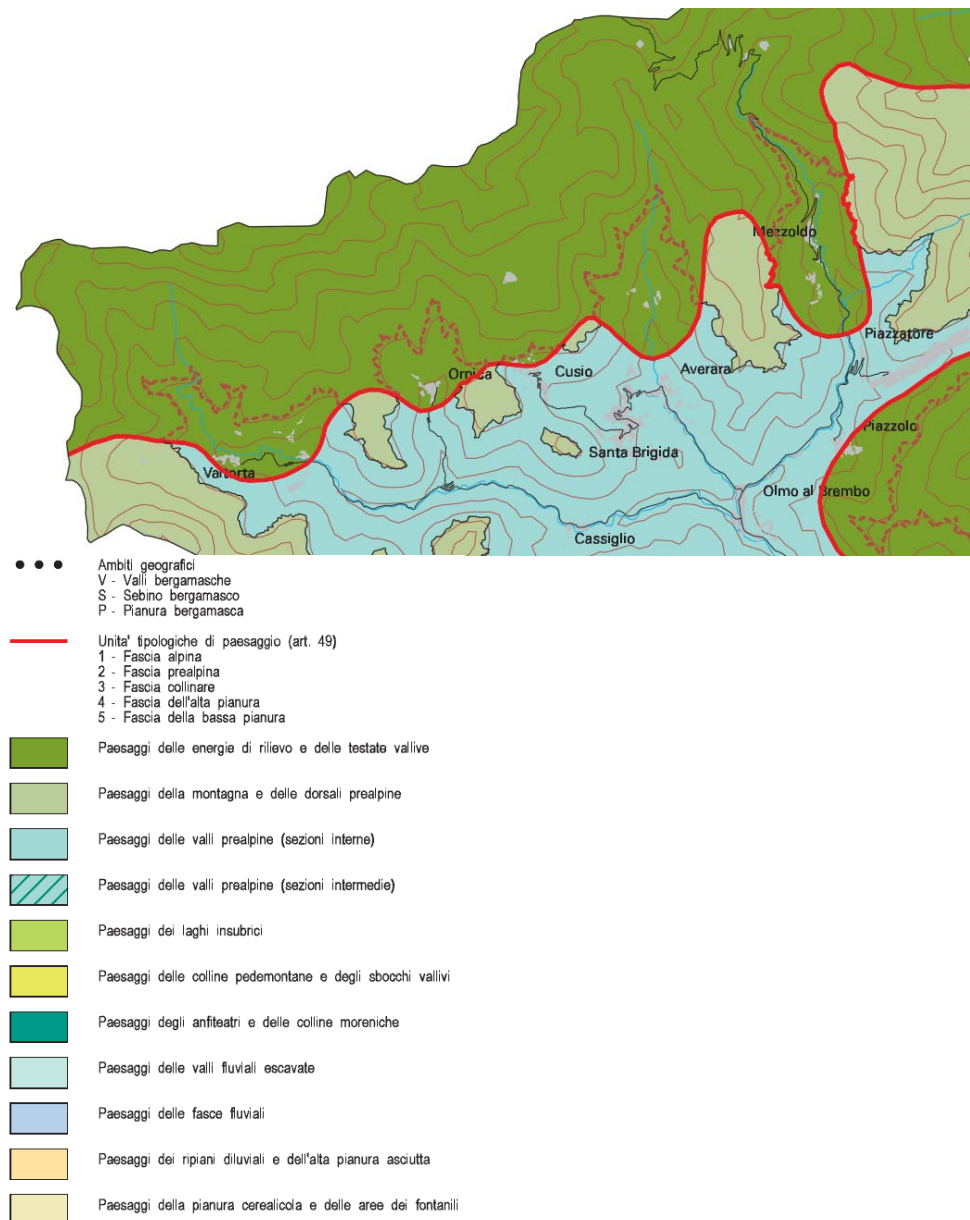 Mezzoldo
Piazzatore
Ornica
Cusio
Averara
Piazzolo
Santa Brigida
Valtorta
Olmo al Brembo
Cassiglio
Ambiti geografici
V - Valli bergamasche
S - Sebino bergamasco
P - Pianura bergamasca
Unita' tipologiche di paesaggio (art. 49)
1 - Fascia alpina
2 - Fascia prealpina
3 - Fascia collinare
4 - Fascia dell'alta pianura
5 - Fascia della bassa pianura
Paesaggi delle energie di rilievo e delle testate vallive
Paesaggi della montagna e delle dorsali prealpine
Paesaggi delle valli prealpine (sezioni interne)
Paesaggi delle valli prealpine (sezioni intermedie)
Paesaggi dei laghi insubrici
Paesaggi delle colline pedemontane e degli sbocchi vallivi
Paesaggi degli anfiteatri e delle colline moreniche
Paesaggi delle valli fluviali escavate
Paesaggi delle fasce fluviali
Paesaggi dei ripiani diluviali e dell'alta pianura asciutta
Paesaggi della pianura cerealicola e delle aree dei fontanili